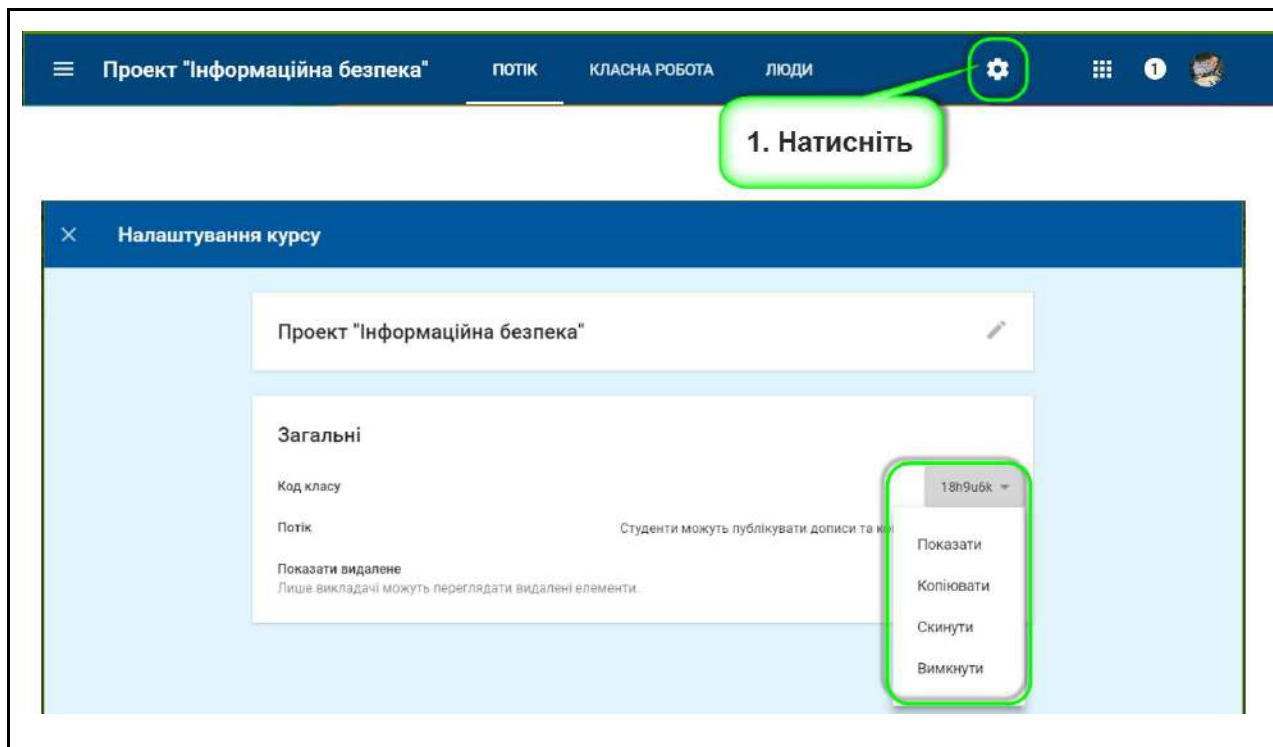 Проект "Інформаційна безпека" ПОТІК КЛАСНА РОБОТА ЛЮДИ 1
1. Натисніть
Налаштування курсу
Проект "Інформаційна безпека"
Загальні
Код класу 18h9u6k
Потік Студенти можуть публікувати дописи та
Показати
Показати видалене
Лише викладачі можуть переглядати видалені елементи.
Копіювати
Скинути
Вимкнути